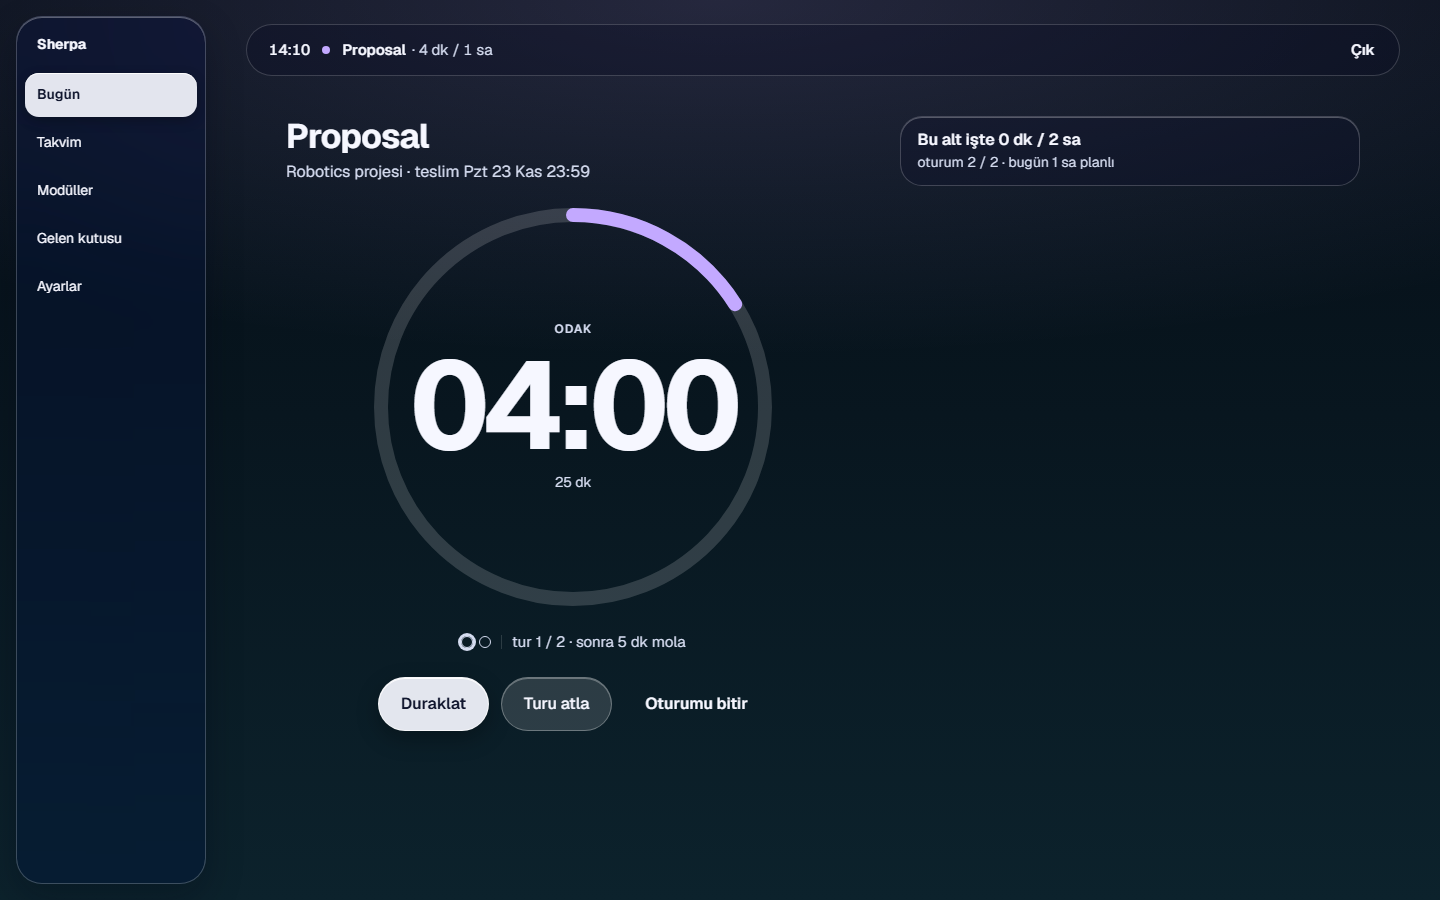 Sherpa
Bugün
Takvim
Modüller
Gelen kutusu
Ayarlar
14:10 Proposal · 4 dk / 1 sa
Çık
Proposal
Robotics projesi · teslim Pzt 23 Kas 23:59
Bu alt işte 0 dk / 2 sa
oturum 2 / 2 · bugün 1 sa planlı
ODAK
04:00
25 dk
tur 1 / 2 · sonra 5 dk mola
Duraklat
Turu atla
Oturumu bitir